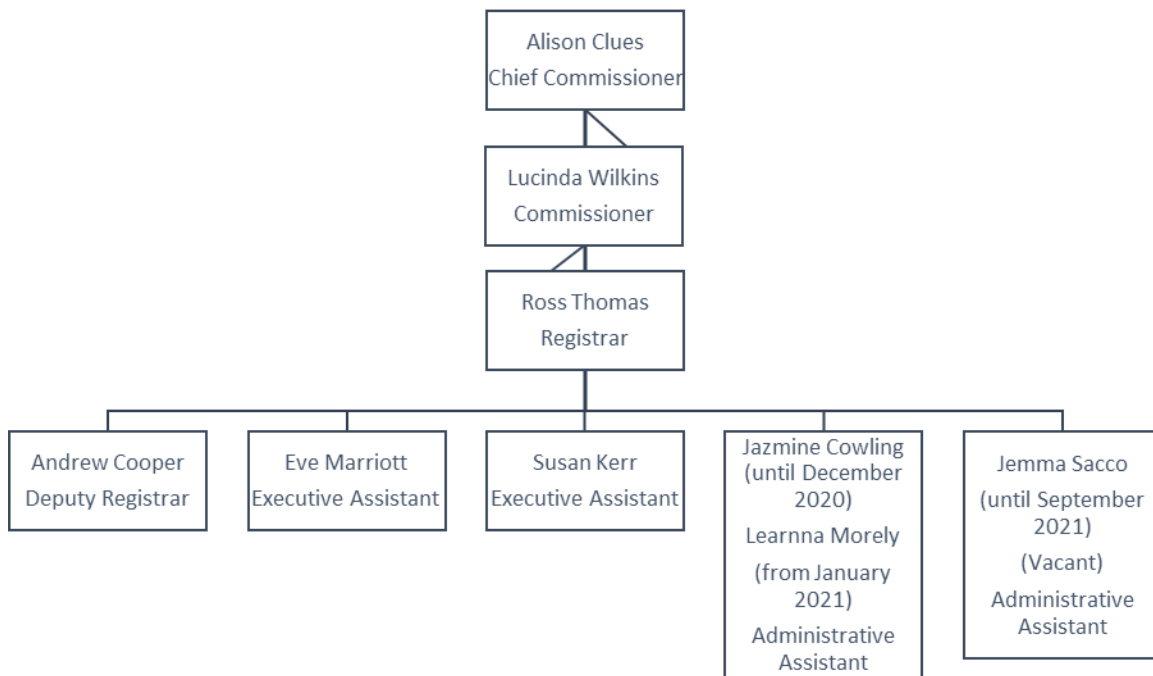 Alison Clues
Chief Commissioner
Lucinda Wilkins
Commissioner
Ross Thomas
Registrar
Andrew Cooper
Deputy Registrar
Eve Marriott
Executive Assistant
Susan Kerr
Executive Assistant
Jazmine Cowling
(until December
2020)
Learnna Morely
(from January
2021)
Administrative
Assistant
Jemma Sacco
(until September
2021)
(Vacant)
Administrative
Assistant